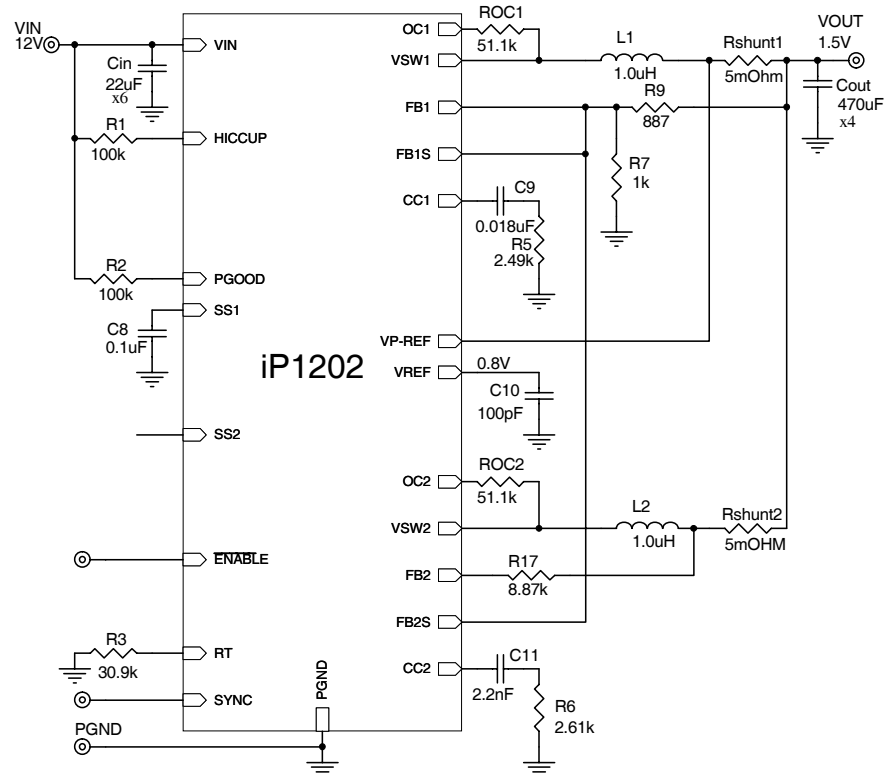 VIN
12V
Cin
22uF
x6
R1
100k
R2
100k
C8
0.1uF
R3
30.9k
PGND
VIN
HICCUP
PGOOD
SS1
SS2
ENABLE
RT
SYNC
PGND
iP1202
OC1
VSW1
FB1
FB1S
CC1
VP-REF
VREF
OC2
VSW2
FB2
FB2S
CC2
ROC1
51.1k
L1
1.0uH
Rshunt1
5mOhm
VOUT
1.5V
Cout
470uF
x4
R9
887
R7
1k
C9
0.018uF
R5
2.49k
0.8V
C10
100pF
ROC2
51.1k
L2
1.0uH
Rshunt2
5mOHM
R17
8.87k
C11
2.2nF
R6
2.61k